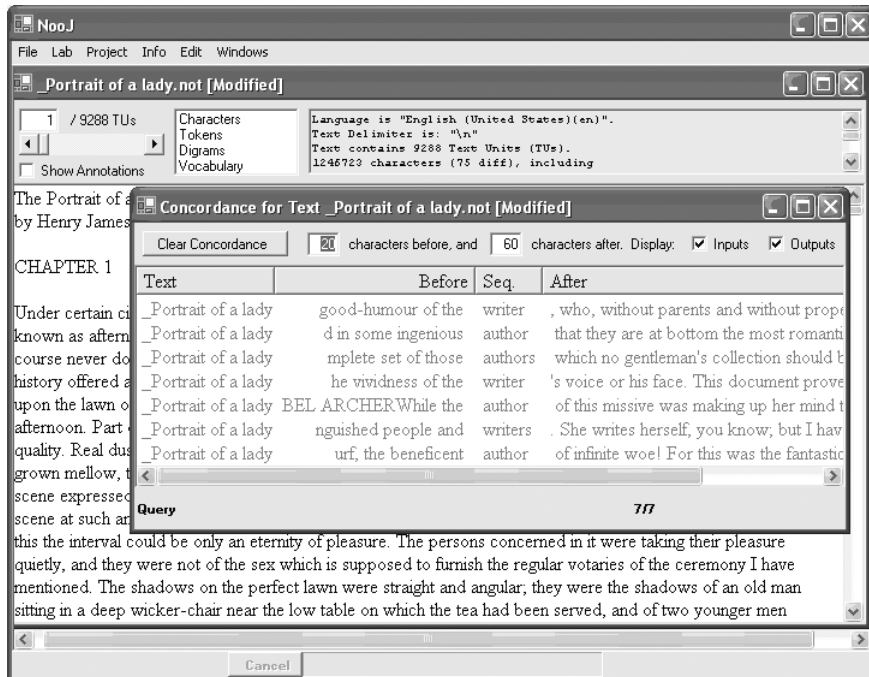 NooJ
File Lab Project Info Edit Windows
_Portrait of a lady.not [Modified]
1 / 9288 TUs
Show Annotations
Characters
Tokens
Digrams
Vocabulary
Language is "English (United States)(en)".
Text Delimiter is: "\n"
Text contains 9288 Text Units (TUs).
1246723 characters (75 diff), including
The Portrait of a
by Henry James
CHAPTER 1
Under certain ci
known as aftern
course never do
history offered a
upon the lawn o
afternoon. Part
quality. Real dus
grown mellow, t
scene expressed
scene at such an
Concordance for Text _Portrait of a lady.not [Modified]
Clear Concordance 20 characters before, and 60 characters after. Display: Inputs Outputs
Text Before Seq. After
_Portrait of a lady good-humour of the writer , who, without parents and without prope
_Portrait of a lady d in some ingenious author that they are at bottom the most romanti
_Portrait of a lady mplete set of those authors which no gentleman's collection should b
_Portrait of a lady he vividness of the writer 's voice or his face. This document prove
_Portrait of a lady BEL ARCHERWhile the author of this missive was making up her mind t
_Portrait of a lady nguished people and writers . She writes herself, you know; but I hav
_Portrait of a lady urf, the beneficent author of infinite woe! For this was the fantastic
Query 7/7
this the interval could be only an eternity of pleasure. The persons concerned in it were taking their pleasure
quietly, and they were not of the sex which is supposed to furnish the regular votaries of the ceremony I have
mentioned. The shadows on the perfect lawn were straight and angular; they were the shadows of an old man
sitting in a deep wicker-chair near the low table on which the tea had been served, and of two younger men
Cancel